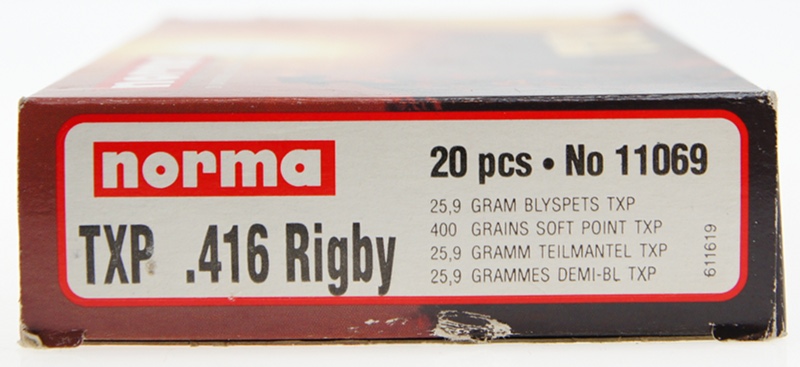 norma
TXP .416 Rigby
20 pcs • No 11069
25,9 GRAM BLYSPETS TXP
400 GRAINS SOFT POINT TXP
25,9 GRAMM TEILMANTEL TXP
25,9 GRAMMES DEMI-BL TXP
611619